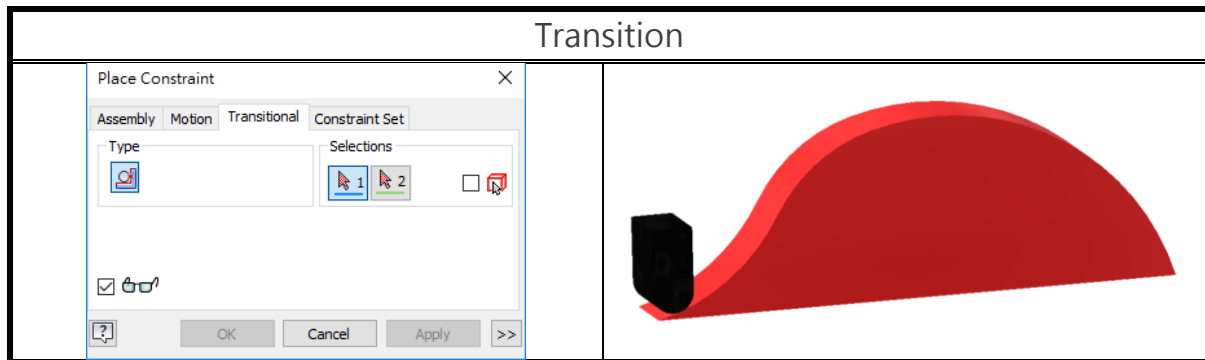 Transition
Place Constraint
Assembly Motion Transitional Constraint Set
Type
Selections
1 2
? OK Cancel Apply >>